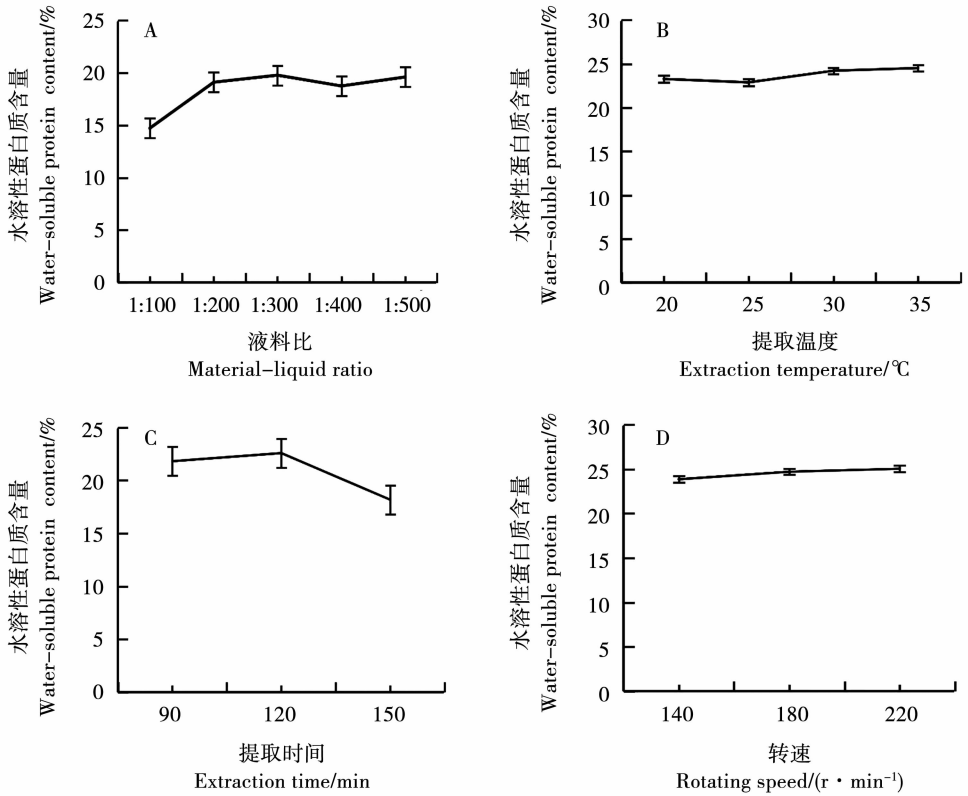 A
水溶性蛋白质含量
Water-soluble protein content/%
25
20
15
10
5
0
1:100 1:200 1:300 1:400 1:500
液料比
Material-liquid ratio
B
水溶性蛋白质含量
Water-soluble protein content/%
30
25
20
15
10
5
0
20 25 30 35
提取温度
Extraction temperature/℃
C
水溶性蛋白质含量
Water-soluble protein content/%
25
20
15
10
5
0
90 120 150
提取时间
Extraction time/min
D
水溶性蛋白质含量
Water-soluble protein content/%
30
25
20
15
10
5
0
140 180 220
转速
Rotating speed/(r·min⁻¹)